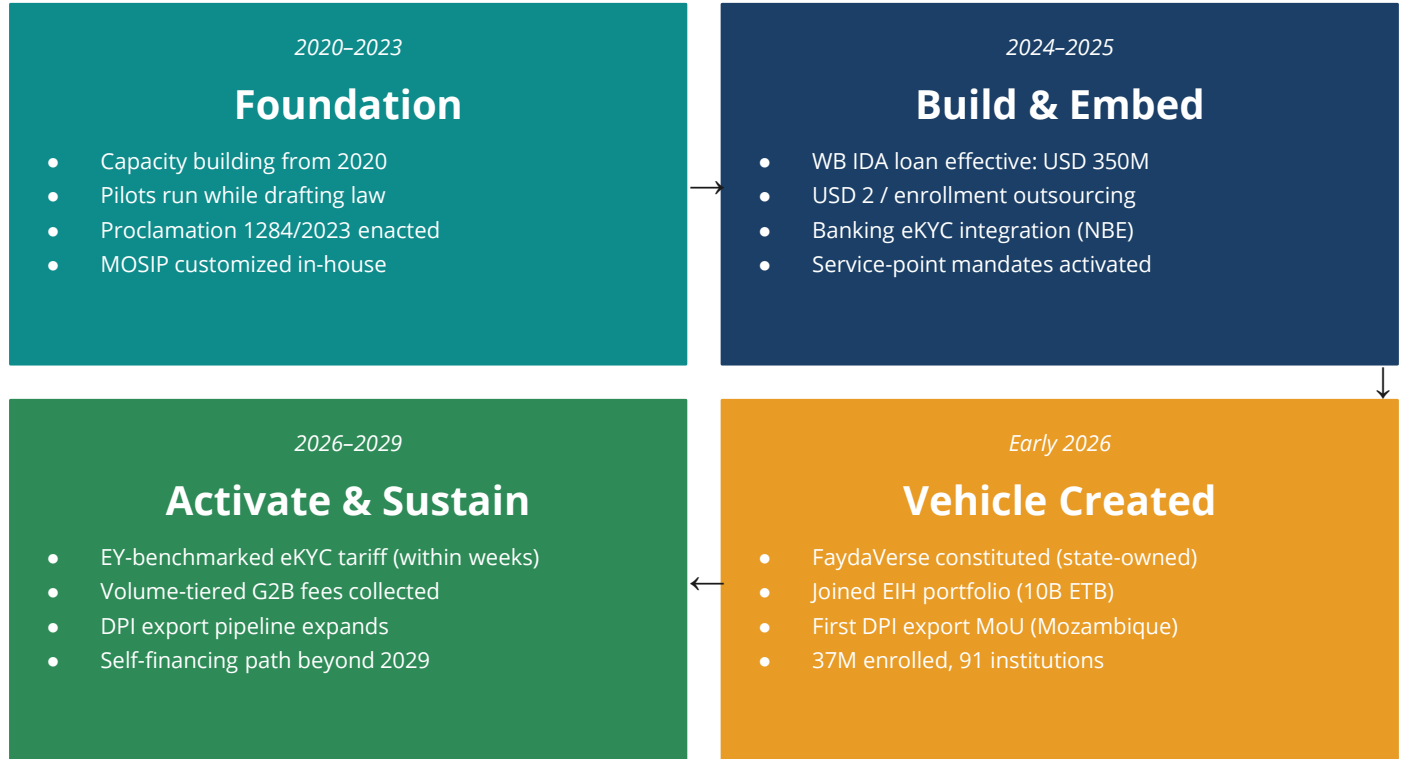 2020–2023
Foundation
● Capacity building from 2020
● Pilots run while drafting law
● Proclamation 1284/2023 enacted
● MOSIP customized in-house
→
2024–2025
Build & Embed
● WB IDA loan effective: USD 350M
● USD 2 / enrollment outsourcing
● Banking eKYC integration (NBE)
● Service-point mandates activated
↓
Early 2026
Vehicle Created
● FaydaVerse constituted (state-owned)
● Joined EIH portfolio (10B ETB)
● First DPI export MoU (Mozambique)
● 37M enrolled, 91 institutions
←
2026–2029
Activate & Sustain
● EY-benchmarked eKYC tariff (within weeks)
● Volume-tiered G2B fees collected
● DPI export pipeline expands
● Self-financing path beyond 2029